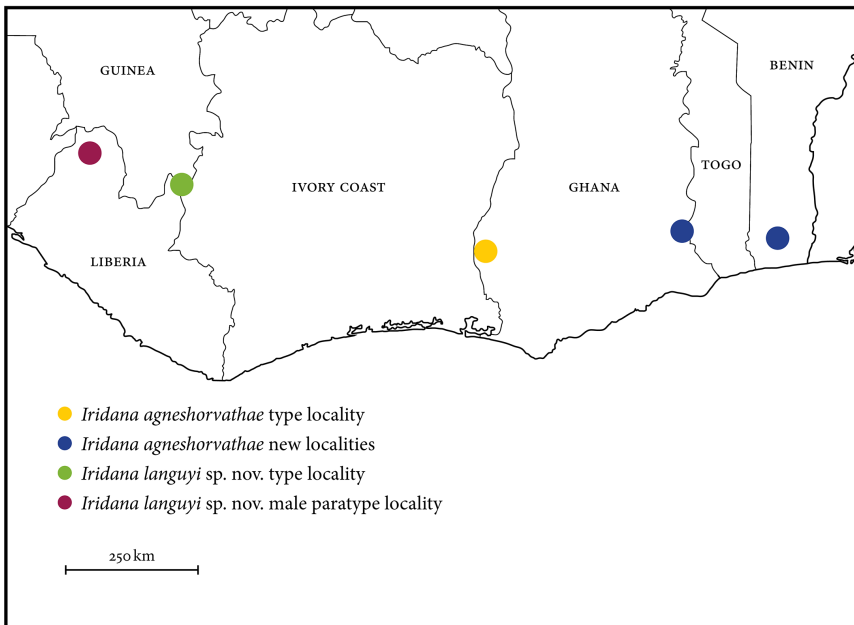 GUINEA
BENIN
TOGO
IVORY COAST
GHANA
LIBERIA
Iridana agneshorvathae type locality
Iridana agneshorvathae new localities
Iridana languyi sp. nov. type locality
Iridana languyi sp. nov. male paratype locality
250 km